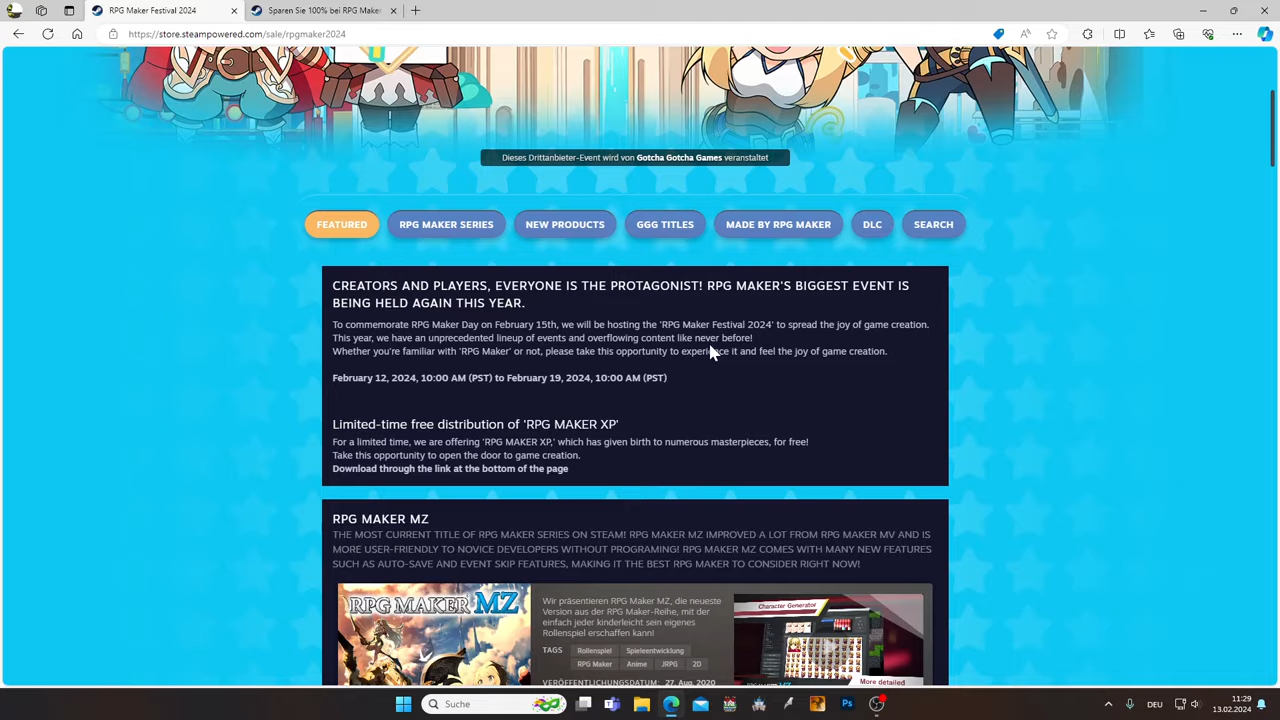 RPG Maker Festival 2024
Sparen Sie 100% bei RPG Maker
https://store.steampowered.com/sale/rpgmaker2024
Dieses Drittanbieter-Event wird von Gotcha Gotcha Games veranstaltet
FEATURED
RPG MAKER SERIES
NEW PRODUCTS
GGG TITLES
MADE BY RPG MAKER
DLC
SEARCH
CREATORS AND PLAYERS, EVERYONE IS THE PROTAGONIST! RPG MAKER'S BIGGEST EVENT IS
BEING HELD AGAIN THIS YEAR.
To commemorate RPG Maker Day on February 15th, we will be hosting the 'RPG Maker Festival 2024' to spread the joy of game creation.
This year, we have an unprecedented lineup of events and overflowing content like never before!
Whether you're familiar with 'RPG Maker' or not, please take this opportunity to experience it and feel the joy of game creation.
February 12, 2024, 10:00 AM (PST) to February 19, 2024, 10:00 AM (PST)
Limited-time free distribution of 'RPG MAKER XP'
For a limited time, we are offering 'RPG MAKER XP,' which has given birth to numerous masterpieces, for free!
Take this opportunity to open the door to game creation.
Download through the link at the bottom of the page
RPG MAKER MZ
THE MOST CURRENT TITLE OF RPG MAKER SERIES ON STEAM! RPG MAKER MZ IMPROVED A LOT FROM RPG MAKER MV AND IS
MORE USER-FRIENDLY TO NOVICE DEVELOPERS WITHOUT PROGRAMING! RPG MAKER MZ COMES WITH MANY NEW FEATURES
SUCH AS AUTO-SAVE AND EVENT SKIP FEATURES, MAKING IT THE BEST RPG MAKER TO CONSIDER RIGHT NOW!
RPG MAKER MZ
Wir präsentieren RPG Maker MZ, die neueste
Version aus der RPG Maker-Reihe, mit der
einfach jeder kinderleicht sein eigenes
Rollenspiel erschaffen kann!
TAGS
Rollenspiel
Spieleentwicklung
RPG Maker
Anime
JRPG
2D
VERÖFFENTLICHUNGSDATUM: 27. Aug. 2020
Character Generator
More detailed
Suche
DEU
11:29
13.02.2024